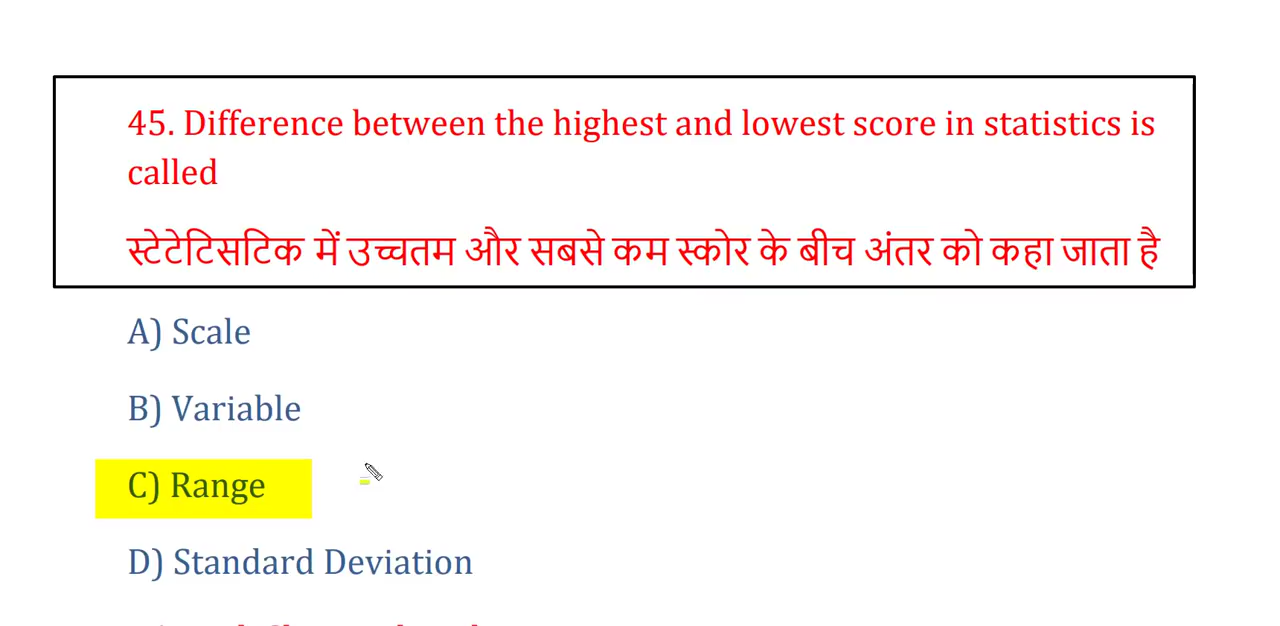 45. Difference between the highest and lowest score in statistics is
called
स्टेटेटिसटिक में उच्चतम और सबसे कम स्कोर के बीच अंतर को कहा जाता है
A) Scale
B) Variable
C) Range
D) Standard Deviation